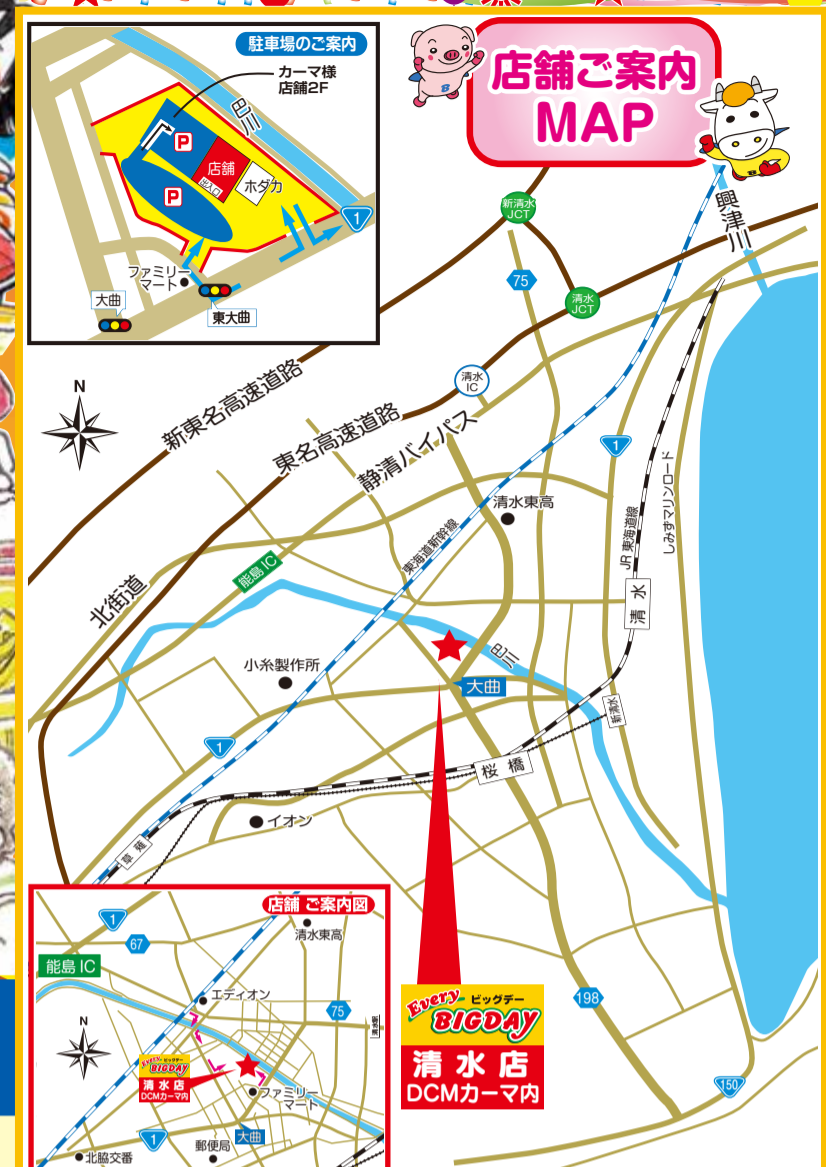 駐車場のご案内
カーマ様
店舗2F
巴川
P
店舗
出入口
ホダカ
P
1
ファミリー
マート
大曲
東大曲
店舗ご案内
MAP
B
興津川
新清水
JCT
75
清水
JCT
清水
IC
N
新東名高速道路
東名高速道路
静清バイパス
1
清水東高
JR東海道線
しみずマリンロード
東海道新幹線
能島IC
北街道
清水
巴川
小糸製作所
大曲
新清水
1
桜橋
イオン
草薙
198
150
Every ビッグデー
BIGDAY
清水店
DCMカーマ内
店舗 ご案内図
1
清水東高
67
能島IC
エディオン
75
N
Every ビッグデー
BIGDAY
清水店
DCMカーマ内
ファミリー
マート
1
大曲
郵便局
北脇交番